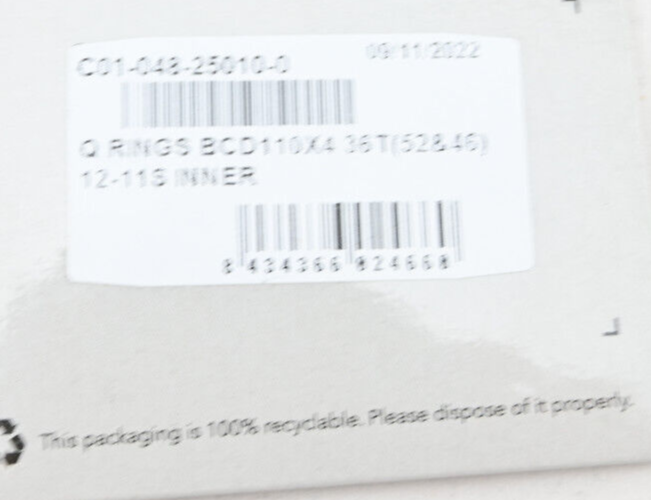 C01-048-25010-0
09/11/2022
Q RINGS BCD110X4 36T(52&46)
12-11S INNER
8 434366 024668
This packaging is 100% recyclable. Please dispose of it properly.